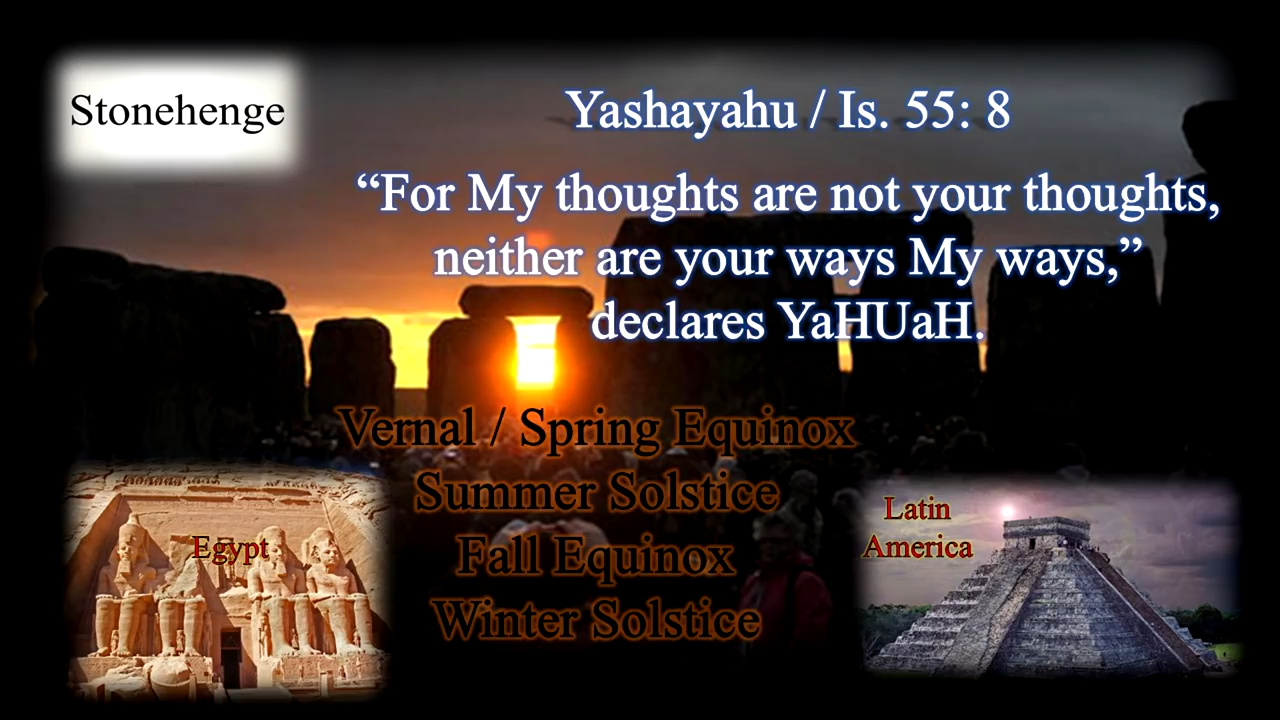 Stonehenge
Yashayahu / Is. 55: 8
“For My thoughts are not your thoughts,
neither are your ways My ways,”
declares YaHUaH.
Vernal / Spring Equinox
Summer Solstice
Fall Equinox
Winter Solstice
Egypt
Latin
America